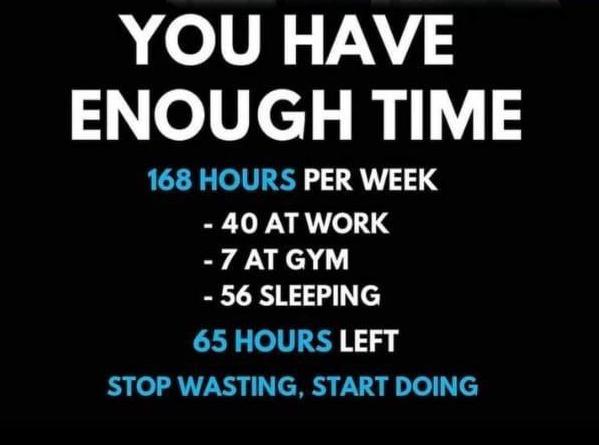 YOU HAVE
ENOUGH TIME
168 HOURS PER WEEK
- 40 AT WORK
- 7 AT GYM
- 56 SLEEPING
65 HOURS LEFT
STOP WASTING, START DOING